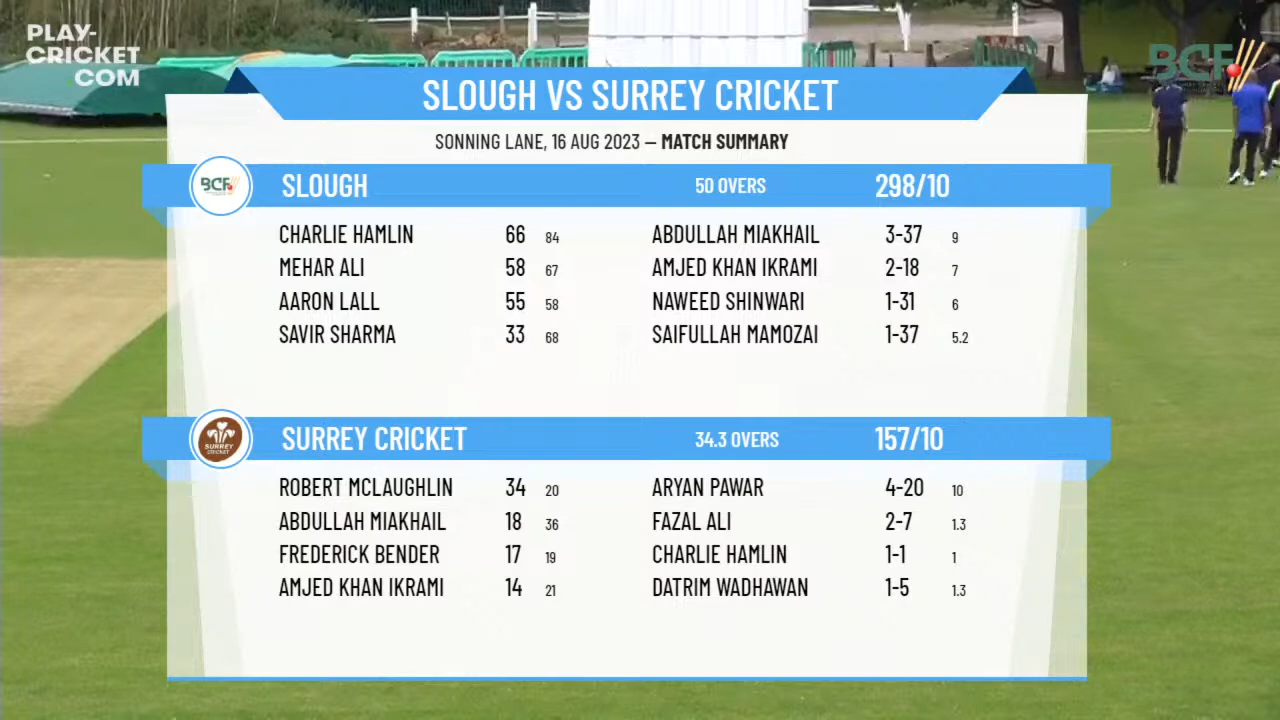 PLAY-
CRICKET
.COM
BCF
SLOUGH VS SURREY CRICKET
SONNING LANE, 16 AUG 2023 – MATCH SUMMARY
BCF SLOUGH 50 OVERS 298/10
CHARLIE HAMLIN 66 84 ABDULLAH MIAKHAIL 3-37 9
MEHAR ALI 58 67 AMJED KHAN IKRAMI 2-18 7
AARON LALL 55 58 NAWEED SHINWARI 1-31 6
SAVIR SHARMA 33 68 SAIFULLAH MAMOZAI 1-37 5.2
SURREY CRICKET SURREY CRICKET 34.3 OVERS 157/10
ROBERT MCLAUGHLIN 34 20 ARYAN PAWAR 4-20 10
ABDULLAH MIAKHAIL 18 36 FAZAL ALI 2-7 1.3
FREDERICK BENDER 17 19 CHARLIE HAMLIN 1-1 1
AMJED KHAN IKRAMI 14 21 DATRIM WADHAWAN 1-5 1.3